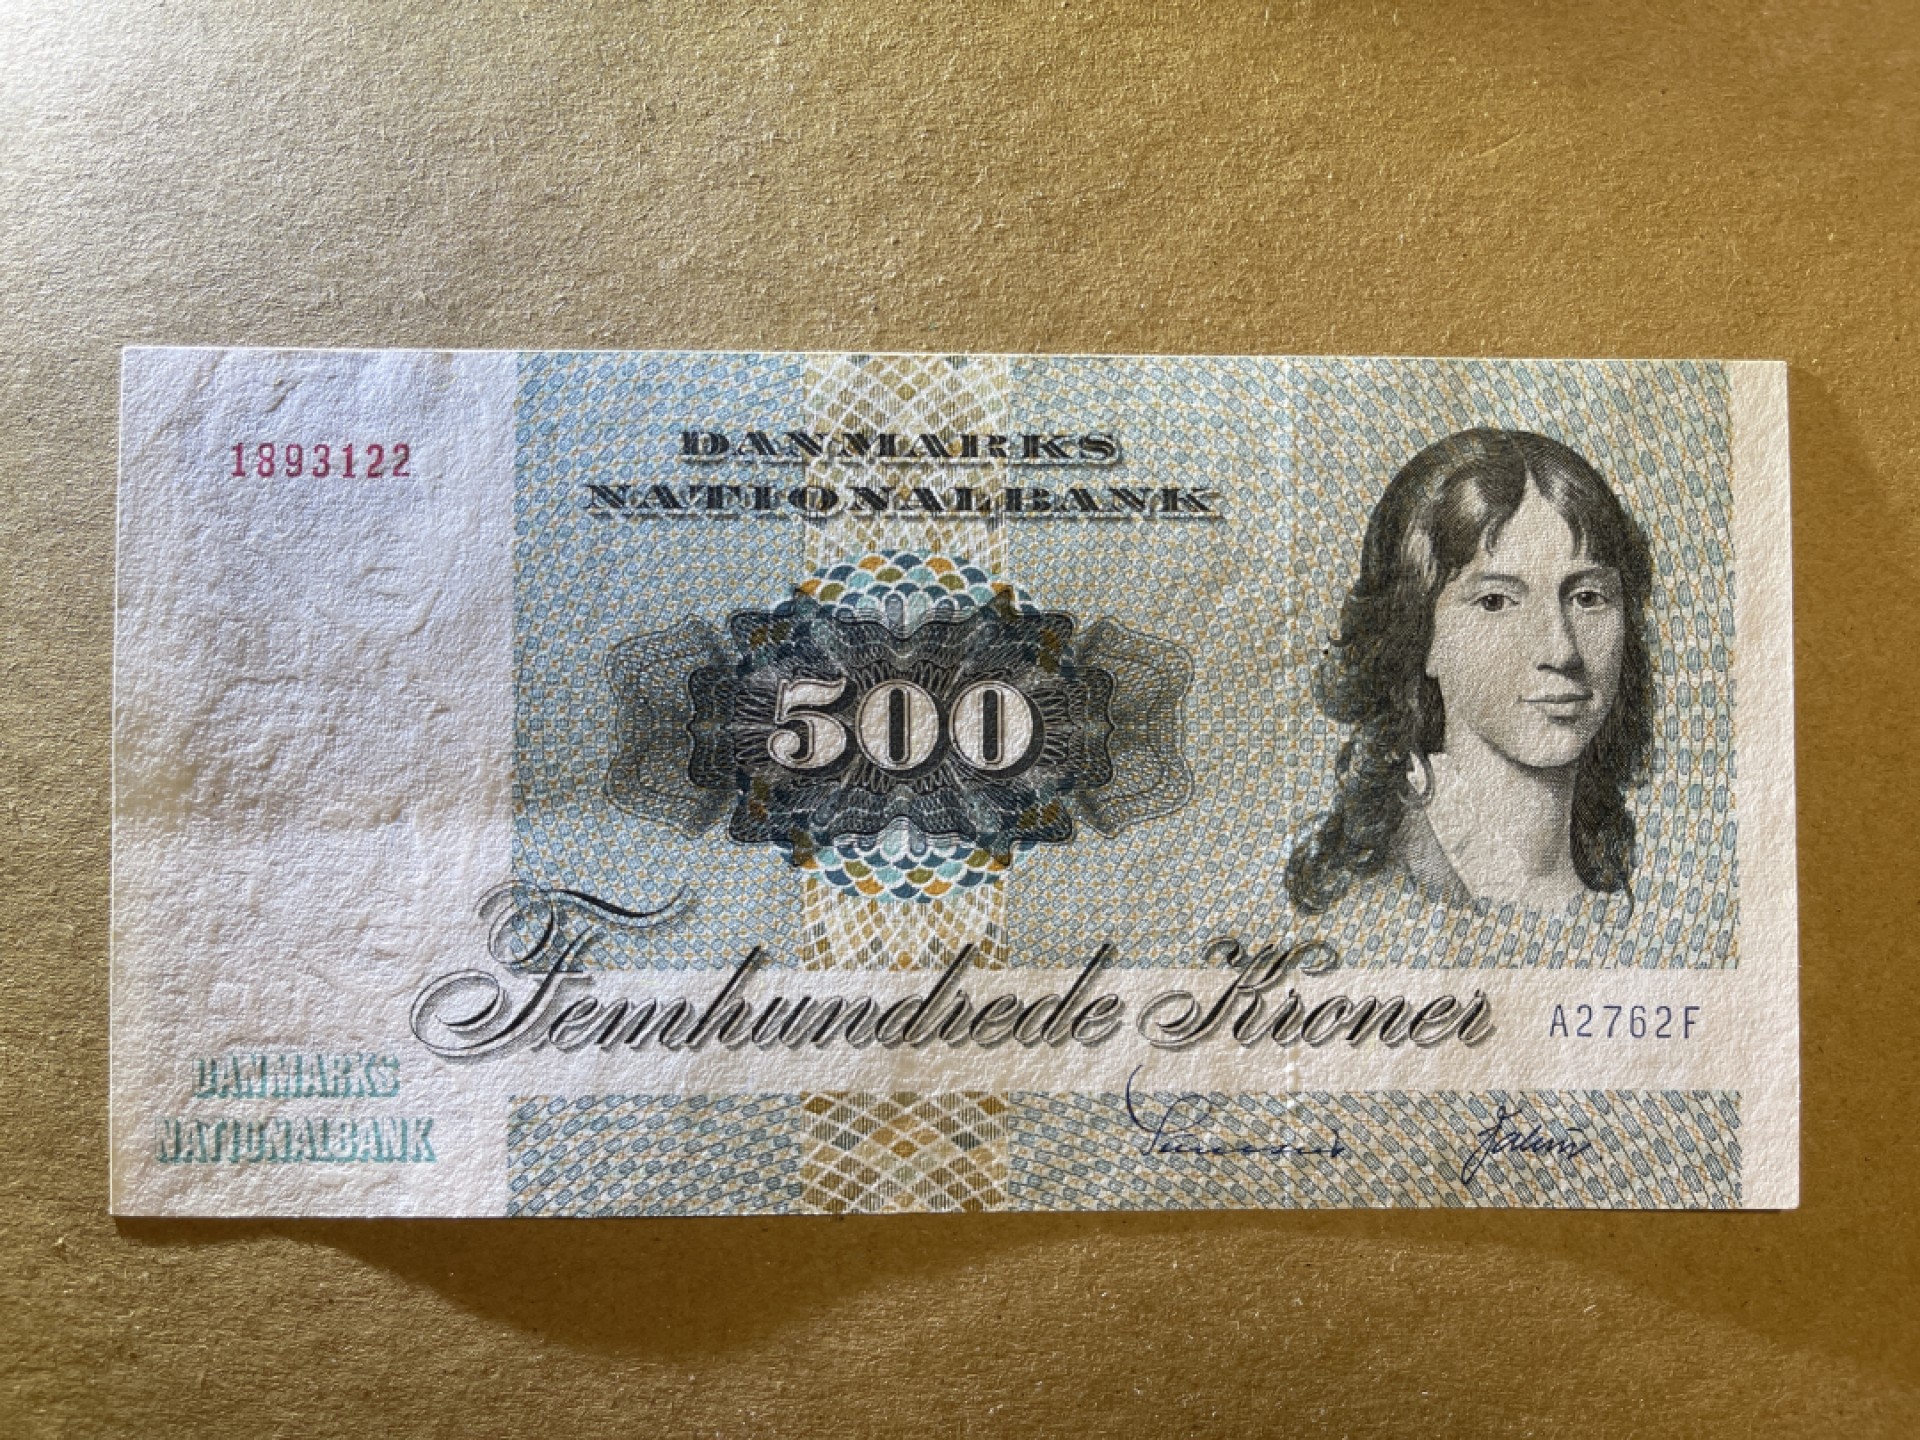 1893122
DANMARKS
NATIONALBANK
500
Femhundrede Kroner
A2762F
DANMARKS
NATIONALBANK